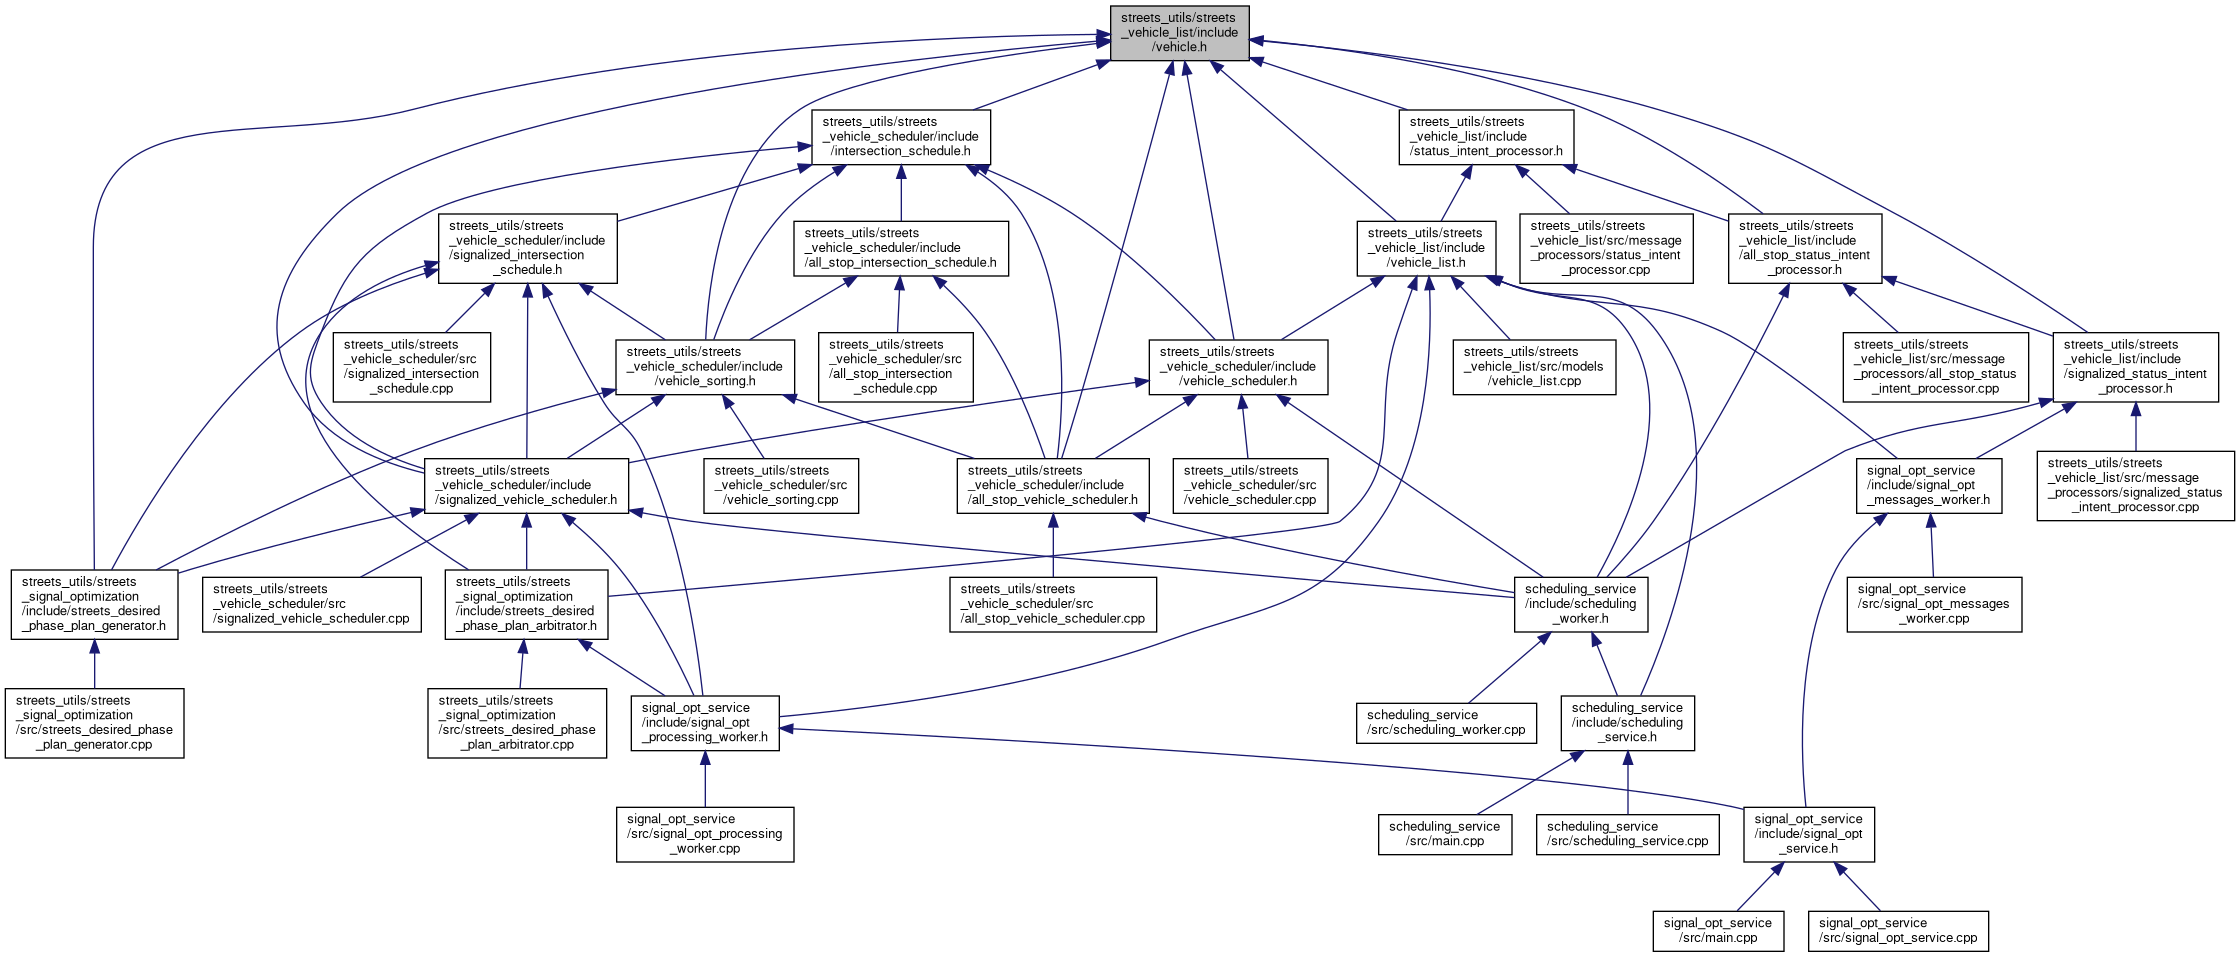 streets_utils/streets
_vehicle_list/include
/vehicle.h
streets_utils/streets
_vehicle_scheduler/include
/intersection_schedule.h
streets_utils/streets
_vehicle_list/include
/status_intent_processor.h
streets_utils/streets
_vehicle_scheduler/include
/signalized_intersection
_schedule.h
streets_utils/streets
_vehicle_scheduler/include
/all_stop_intersection_schedule.h
streets_utils/streets
_vehicle_list/include
/vehicle_list.h
streets_utils/streets
_vehicle_list/src/message
_processors/status_intent
_processor.cpp
streets_utils/streets
_vehicle_list/include
/all_stop_status_intent
_processor.h
streets_utils/streets
_vehicle_scheduler/src
/signalized_intersection
_schedule.cpp
streets_utils/streets
_vehicle_scheduler/include
/vehicle_sorting.h
streets_utils/streets
_vehicle_scheduler/src
/all_stop_intersection
_schedule.cpp
streets_utils/streets
_vehicle_scheduler/include
/vehicle_scheduler.h
streets_utils/streets
_vehicle_list/src/models
/vehicle_list.cpp
streets_utils/streets
_vehicle_list/src/message
_processors/all_stop_status
_intent_processor.cpp
streets_utils/streets
_vehicle_list/include
/signalized_status_intent
_processor.h
streets_utils/streets
_vehicle_scheduler/include
/signalized_vehicle_scheduler.h
streets_utils/streets
_vehicle_scheduler/src
/vehicle_sorting.cpp
streets_utils/streets
_vehicle_scheduler/include
/all_stop_vehicle_scheduler.h
streets_utils/streets
_vehicle_scheduler/src
/vehicle_scheduler.cpp
signal_opt_service
/include/signal_opt
_messages_worker.h
streets_utils/streets
_vehicle_list/src/message
_processors/signalized_status
_intent_processor.cpp
streets_utils/streets
_signal_optimization
/include/streets_desired
_phase_plan_generator.h
streets_utils/streets
_vehicle_scheduler/src
/signalized_vehicle_scheduler.cpp
streets_utils/streets
_signal_optimization
/include/streets_desired
_phase_plan_arbitrator.h
streets_utils/streets
_vehicle_scheduler/src
/all_stop_vehicle_scheduler.cpp
scheduling_service
/include/scheduling
_worker.h
signal_opt_service
/src/signal_opt_messages
_worker.cpp
streets_utils/streets
_signal_optimization
/src/streets_desired_phase
_plan_generator.cpp
streets_utils/streets
_signal_optimization
/src/streets_desired_phase
_plan_arbitrator.cpp
signal_opt_service
/include/signal_opt
_processing_worker.h
scheduling_service
/src/scheduling_worker.cpp
scheduling_service
/include/scheduling
_service.h
signal_opt_service
/src/signal_opt_processing
_worker.cpp
scheduling_service
/src/main.cpp
scheduling_service
/src/scheduling_service.cpp
signal_opt_service
/include/signal_opt
_service.h
signal_opt_service
/src/main.cpp
signal_opt_service
/src/signal_opt_service.cpp